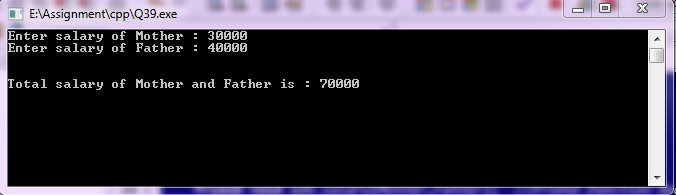 E:\Assignment\cpp\Q39.exe
Enter salary of Mother : 30000
Enter salary of Father : 40000
Total salary of Mother and Father is : 70000